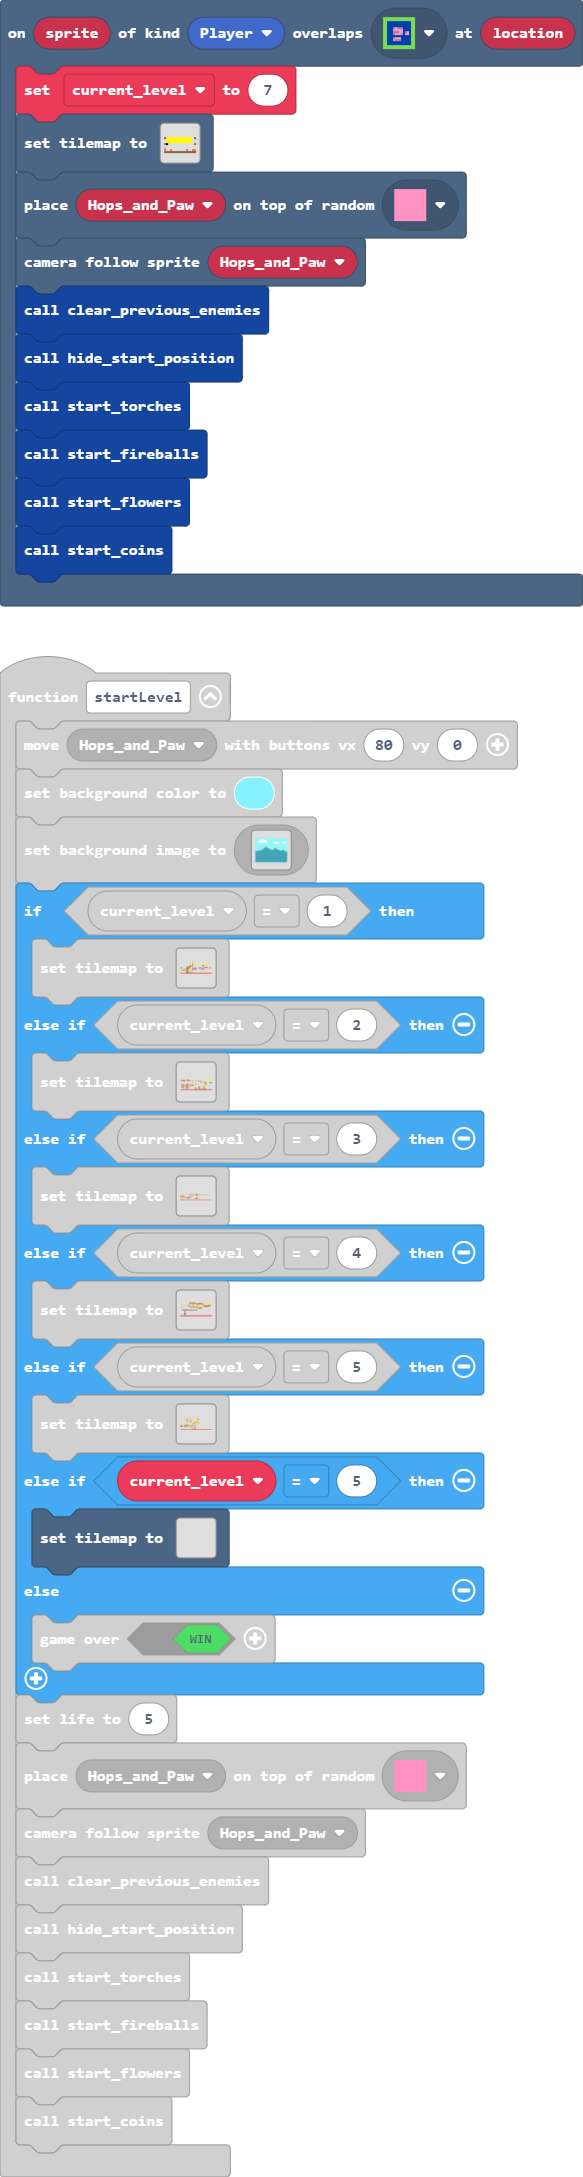 on sprite of kind Player overlaps at location
set current_level to 7
set tilemap to
place Hops_and_Paw on top of random
camera follow sprite Hops_and_Paw
call clear_previous_enemies
call hide_start_position
call start_torches
call start_fireballs
call start_flowers
call start_coins
function startLevel
move Hops_and_Paw with buttons vx 80 vy 0
set background color to
set background image to
if current_level = 1 then
set tilemap to
else if current_level = 2 then
set tilemap to
else if current_level = 3 then
set tilemap to
else if current_level = 4 then
set tilemap to
else if current_level = 5 then
set tilemap to
else if current_level = 5 then
set tilemap to
else
game over WIN
set life to 5
place Hops_and_Paw on top of random
camera follow sprite Hops_and_Paw
call clear_previous_enemies
call hide_start_position
call start_torches
call start_fireballs
call start_flowers
call start_coins